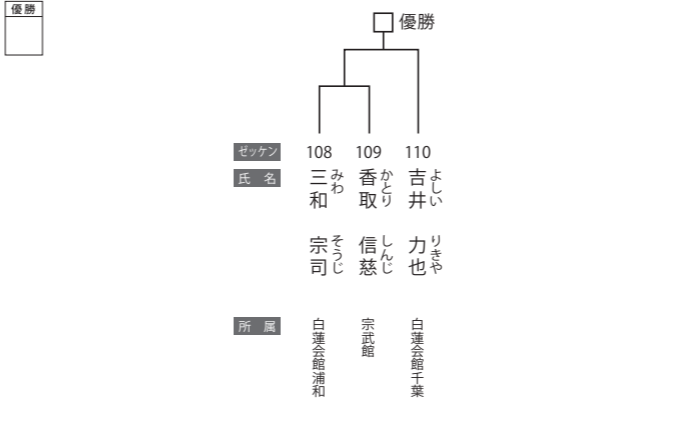 優勝
優勝
ゼッケン 108 109 110
氏 名
三和 宗司
みわ そうじ
香取 信慈
かとり しんじ
吉井 力也
よしい りきや
所 属
白蓮会館浦和
宗武館
白蓮会館千葉